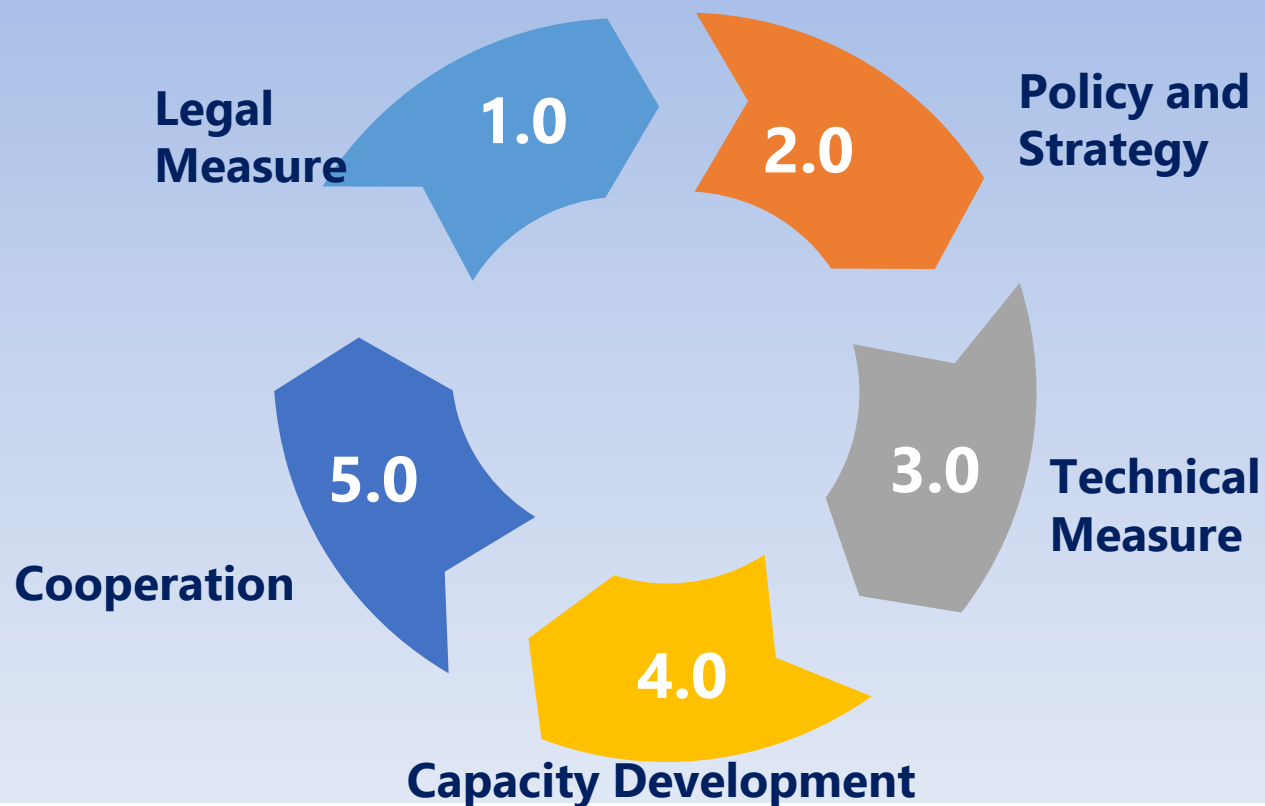 Legal
Measure
1.0
2.0
Policy and
Strategy
3.0
Technical
Measure
4.0
Capacity Development
5.0
Cooperation